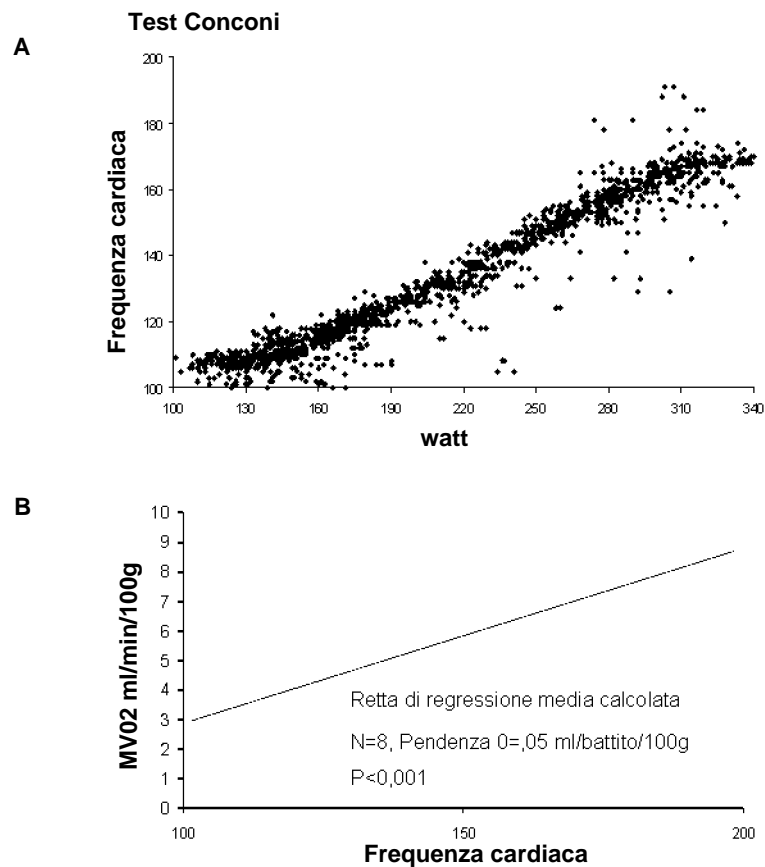 Test Conconi
A
Frequenza cardiaca
200
180
160
140
120
100
100 130 160 190 220 250 280 310 340
watt
B
MV02 ml/min/100g
10
9
8
7
6
5
4
3
2
1
0
Retta di regressione media calcolata
N=8, Pendenza 0=,05 ml/battito/100g
P<0,001
100 150 200
Frequenza cardiaca